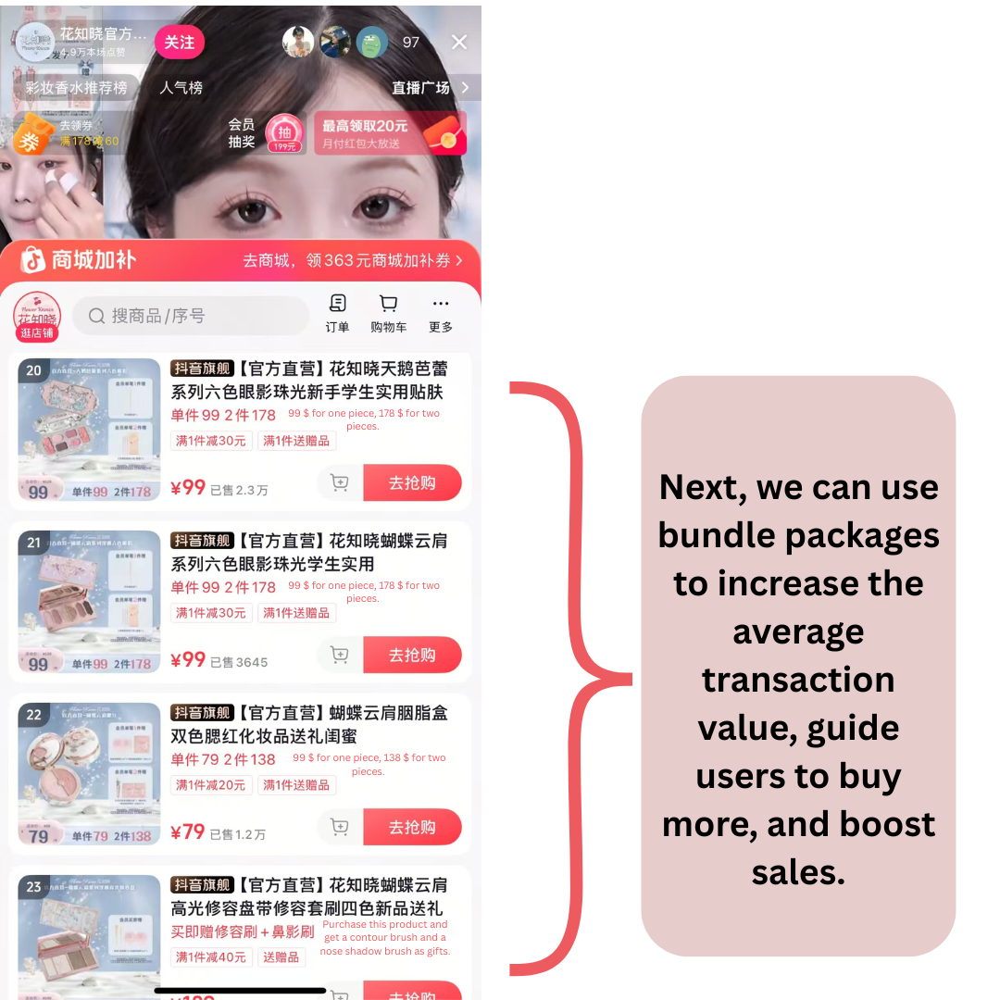 花知晓官方...
4.9万本场点赞
关注
97
彩妆香水推荐榜
人气榜
直播广场
去领券
满178减60
券
会员
抽奖
抽
199元
最高领取20元
月付红包大放送
商城加补
去商城，领363元商城加补券
Flower Knows
花知晓
逛店铺
搜商品/序号
订单
购物车
更多
20
抖音旗舰【官方直营】花知晓天鹅芭蕾
系列六色眼影珠光新手学生实用贴肤
单件99 2件178
99 $ for one piece, 178 $ for two
pieces.
满1件减30元 满1件送赠品
99 单件99 2件178
¥99 已售2.3万
去抢购
21
抖音旗舰【官方直营】花知晓蝴蝶云肩
系列六色眼影珠光学生实用
单件99 2件178
99 $ for one piece, 178 $ for two
pieces.
满1件减30元 满1件送赠品
99 单件99 2件178
¥99 已售3645
去抢购
22
抖音旗舰【官方直营】蝴蝶云肩胭脂盒
双色腮红化妆品送礼闺蜜
单件79 2件138
99 $ for one piece, 138 $ for two
pieces.
满1件减20元 满1件送赠品
79 单件79 2件138
¥79 已售1.2万
去抢购
23
抖音旗舰【官方直营】花知晓蝴蝶云肩
高光修容盘带修容套刷四色新品送礼
买即赠修容刷+鼻影刷
Purchase this product and
get a contour brush and a
nose shadow brush as gifts.
满1件减40元 送赠品
去抢购
Next, we can use
bundle packages
to increase the
average
transaction
value, guide
users to buy
more, and boost
sales.